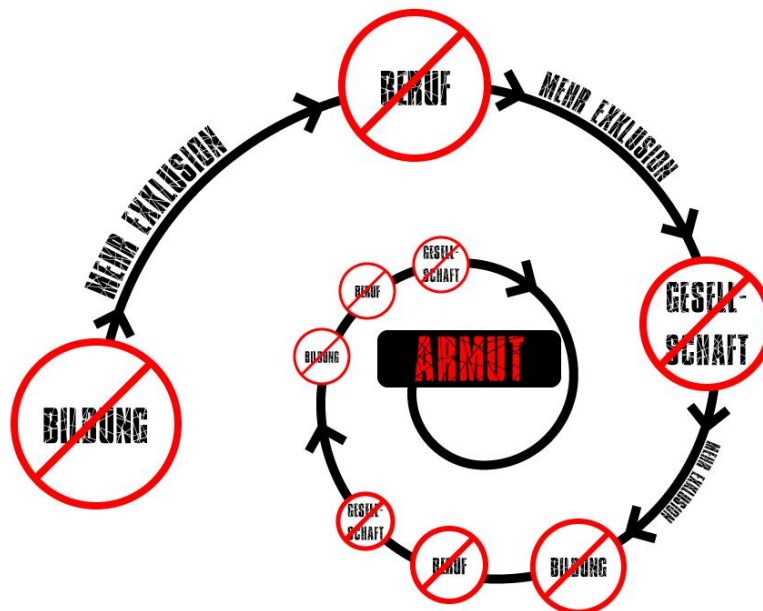 BILDUNG
MEHR EXKLUSION
BERUF
MEHR EXKLUSION
GESELL-
SCHAFT
MEHR EXKLUSION
BILDUNG
BERUF
GESELL-
SCHAFT
BILDUNG
BERUF
GESELL-
SCHAFT
ARMUT